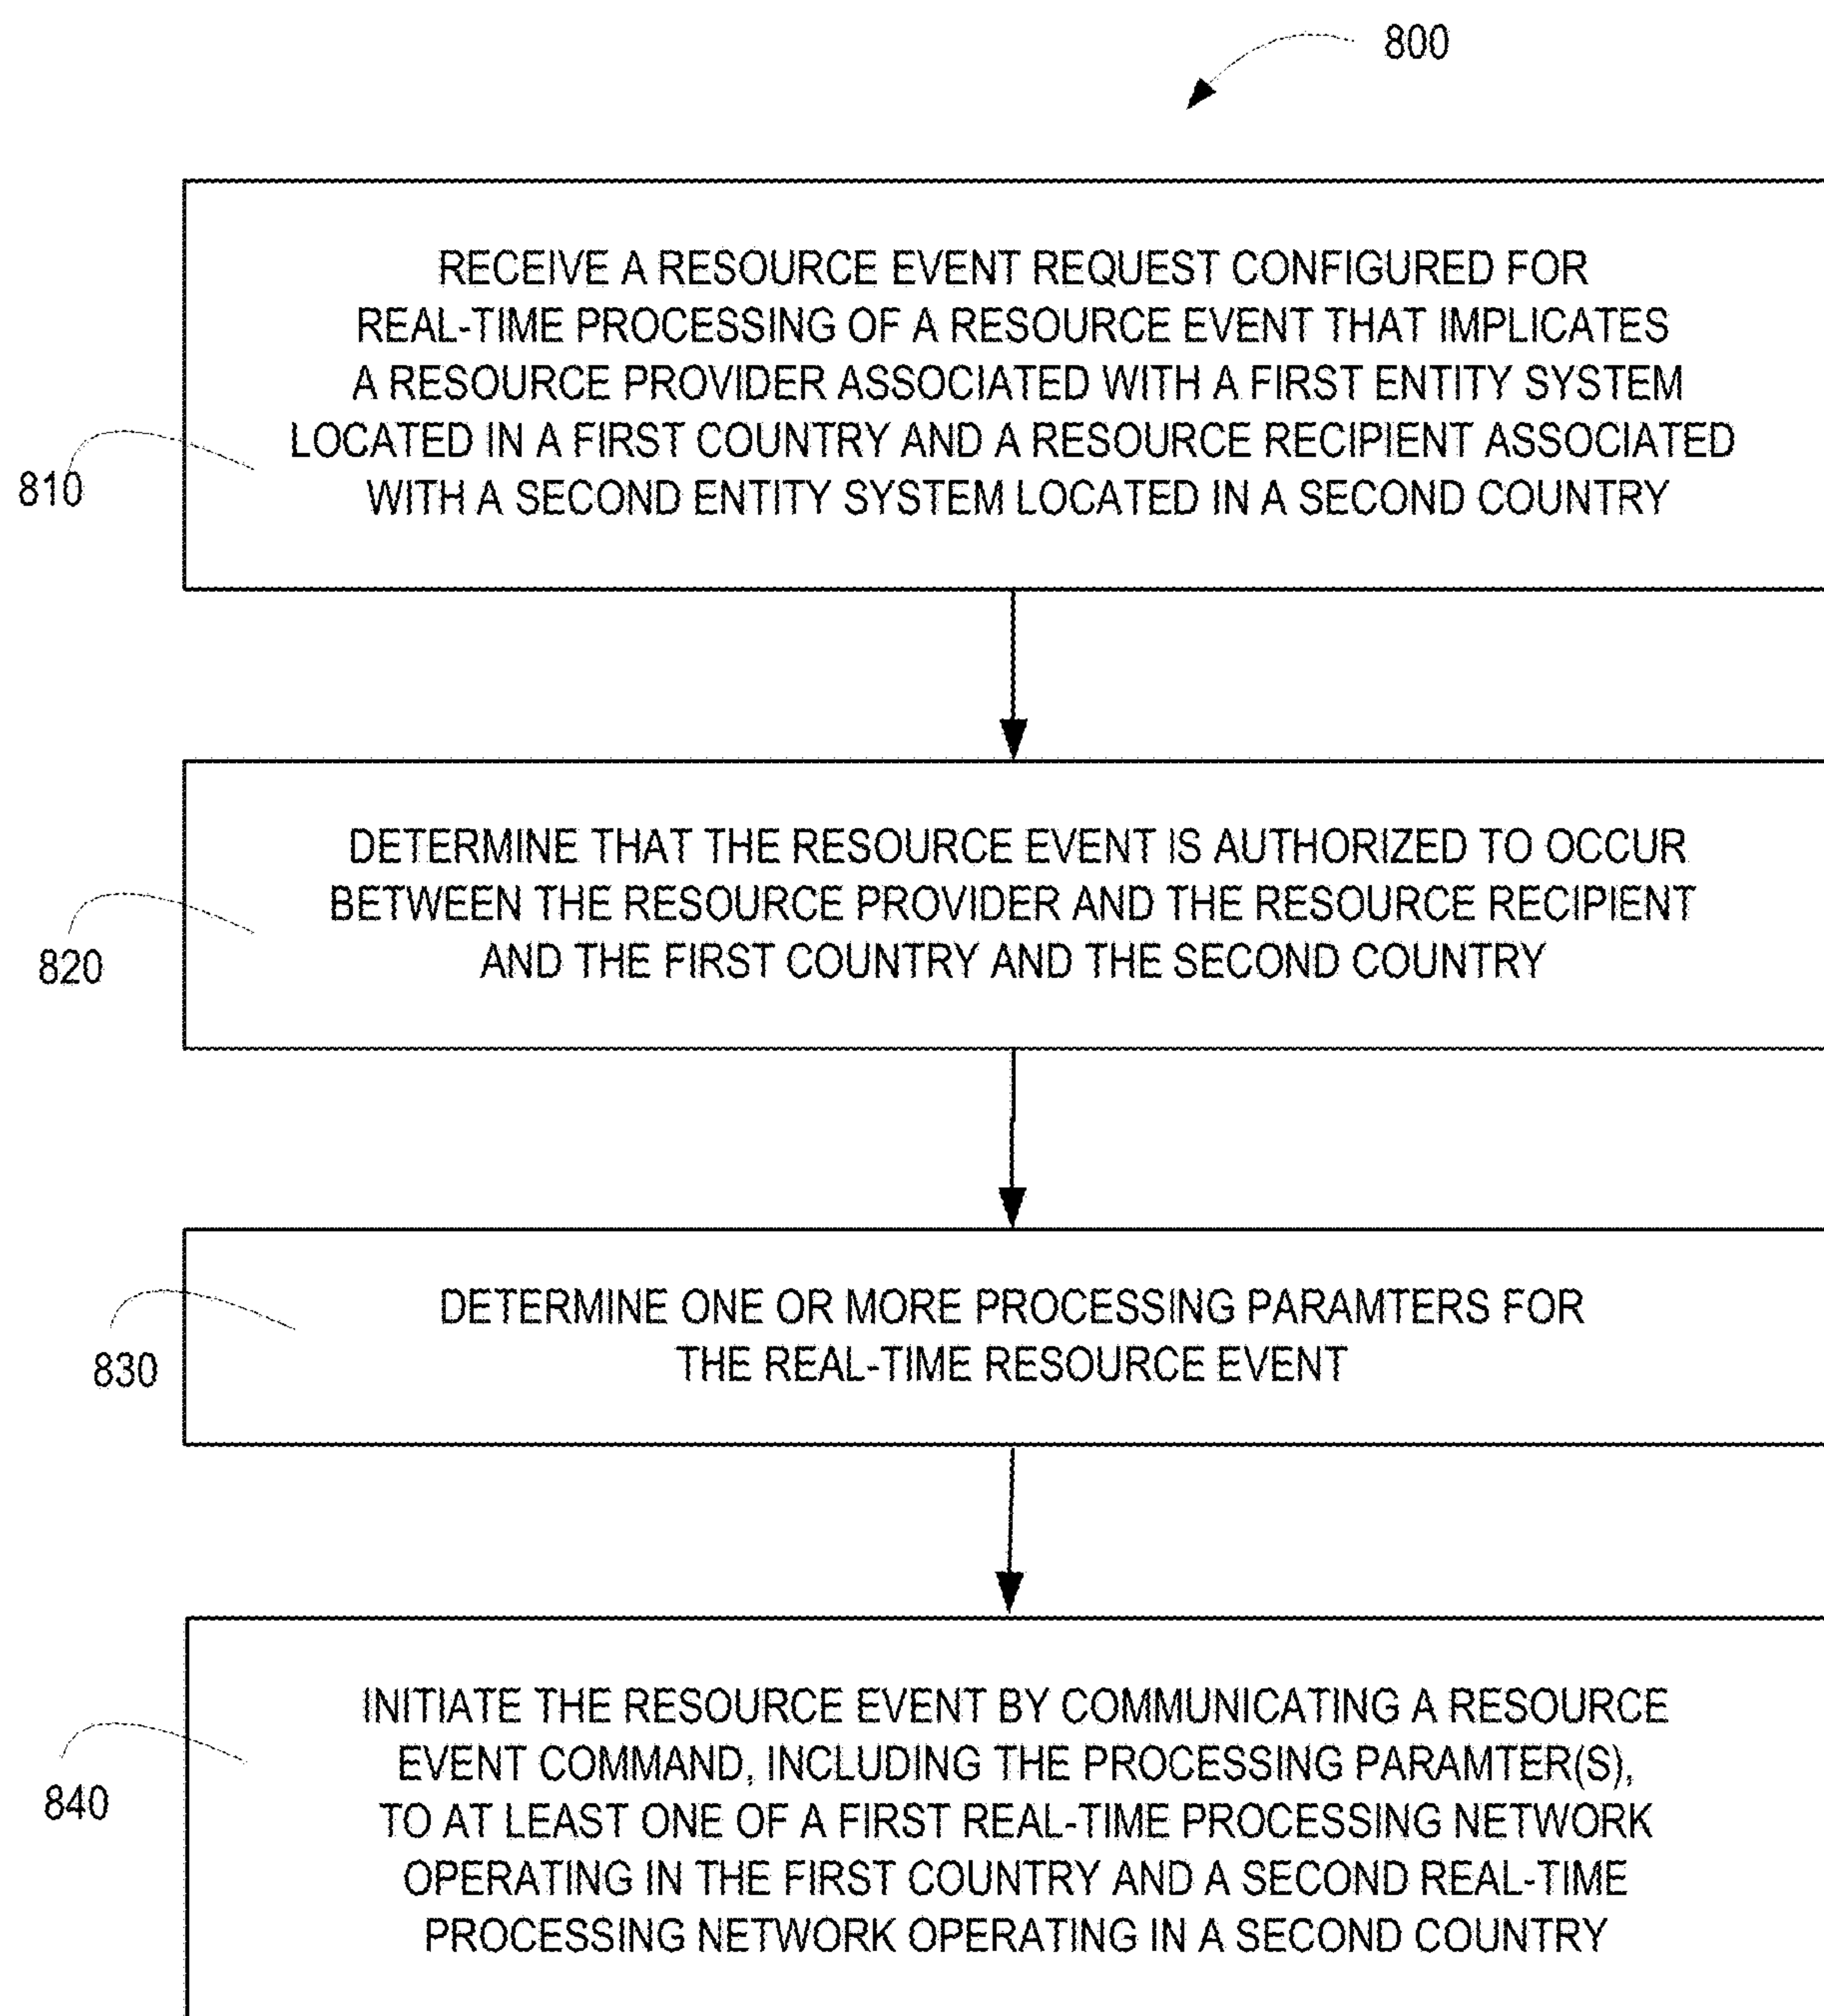 800
RECEIVE A RESOURCE EVENT REQUEST CONFIGURED FOR
REAL-TIME PROCESSING OF A RESOURCE EVENT THAT IMPLICATES
A RESOURCE PROVIDER ASSOCIATED WITH A FIRST ENTITY SYSTEM
LOCATED IN A FIRST COUNTRY AND A RESOURCE RECIPIENT ASSOCIATED
WITH A SECOND ENTITY SYSTEM LOCATED IN A SECOND COUNTRY
810
DETERMINE THAT THE RESOURCE EVENT IS AUTHORIZED TO OCCUR
BETWEEN THE RESOURCE PROVIDER AND THE RESOURCE RECIPIENT
AND THE FIRST COUNTRY AND THE SECOND COUNTRY
820
DETERMINE ONE OR MORE PROCESSING PARAMTERS FOR
THE REAL-TIME RESOURCE EVENT
830
INITIATE THE RESOURCE EVENT BY COMMUNICATING A RESOURCE
EVENT COMMAND, INCLUDING THE PROCESSING PARAMTER(S),
TO AT LEAST ONE OF A FIRST REAL-TIME PROCESSING NETWORK
OPERATING IN THE FIRST COUNTRY AND A SECOND REAL-TIME
PROCESSING NETWORK OPERATING IN A SECOND COUNTRY
840